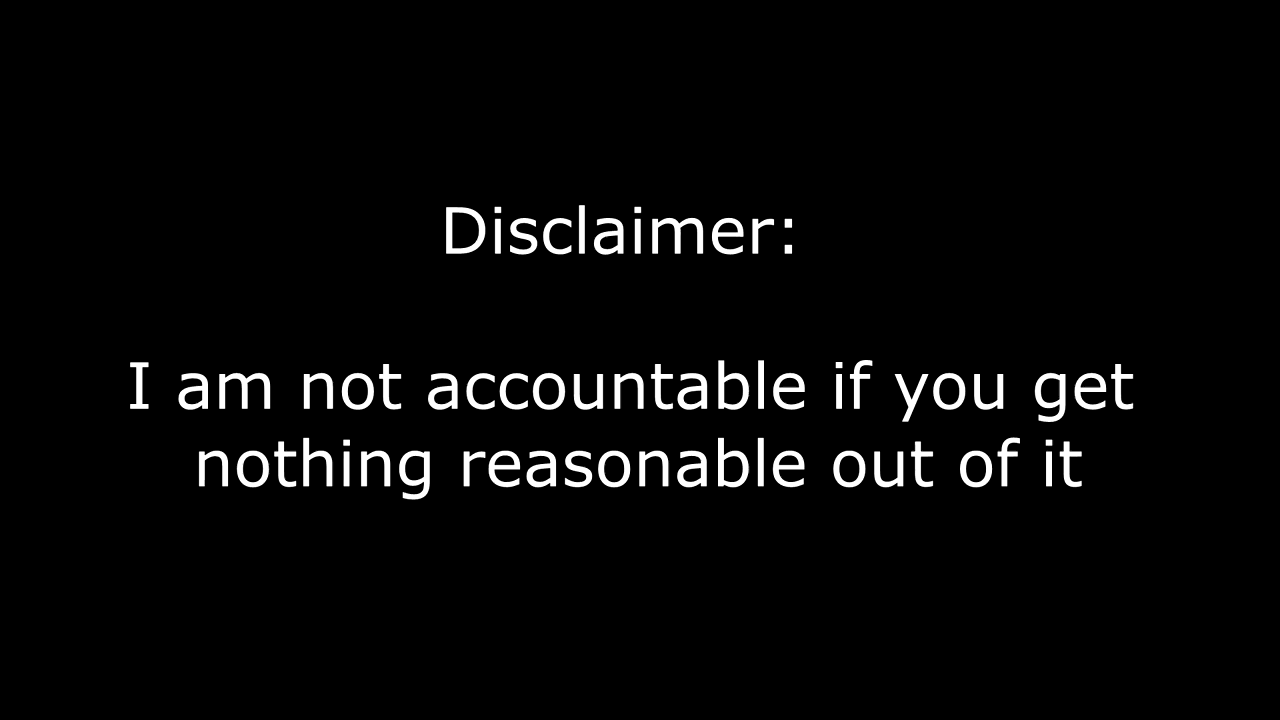 Disclaimer:
I am not accountable if you get
nothing reasonable out of it